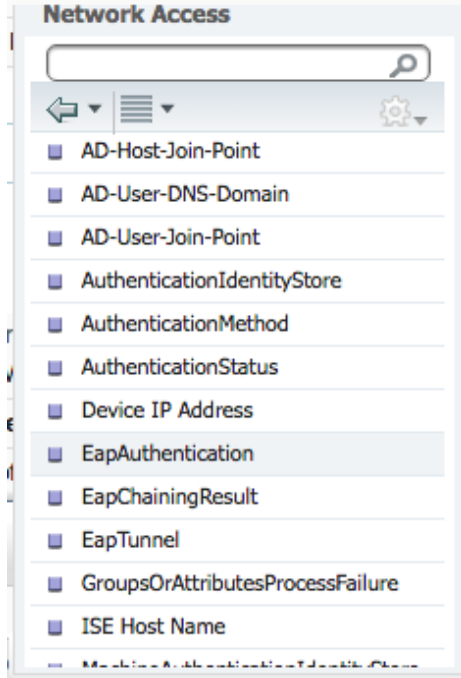 Network Access
AD-Host-Join-Point
AD-User-DNS-Domain
AD-User-Join-Point
AuthenticationIdentityStore
AuthenticationMethod
AuthenticationStatus
Device IP Address
EapAuthentication
EapChainingResult
EapTunnel
GroupsOrAttributesProcessFailure
ISE Host Name
MachineAuthenticationIdentityStore